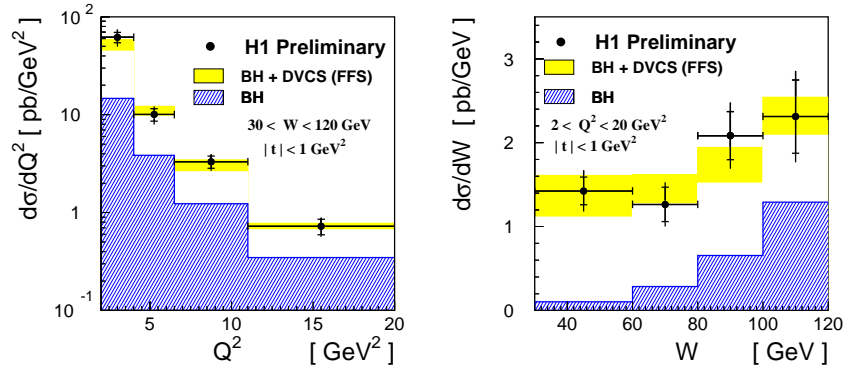 dσ/dQ² [ pb/GeV² ]
10²
10
1
10⁻¹
H1 Preliminary
BH + DVCS (FFS)
BH
30 < W < 120 GeV
| t | < 1 GeV²
5 10 15 20
Q² [ GeV² ]
dσ/dW [ pb/GeV ]
3
2
1
0
H1 Preliminary
BH + DVCS (FFS)
BH
2 < Q² < 20 GeV²
| t | < 1 GeV²
40 60 80 100 120
W [ GeV ]